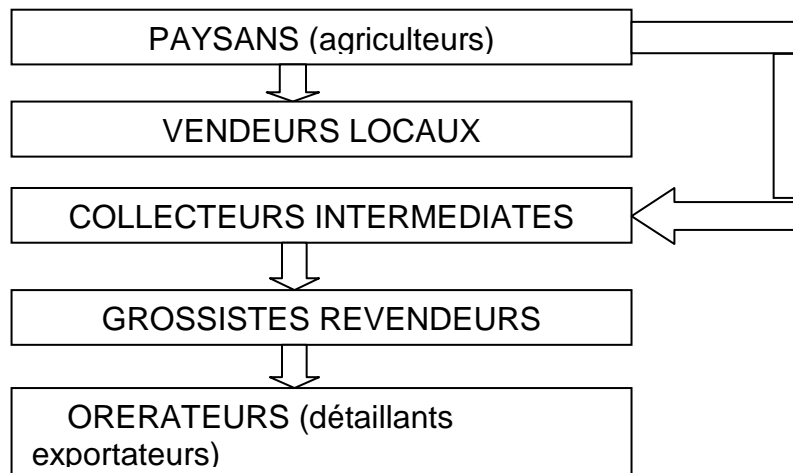 PAYSANS (agriculteurs)
VENDEURS LOCAUX
COLLECTEURS INTERMEDIATES
GROSSISTES REVENDEURS
ORERATEURS (détaillants
exportateurs)